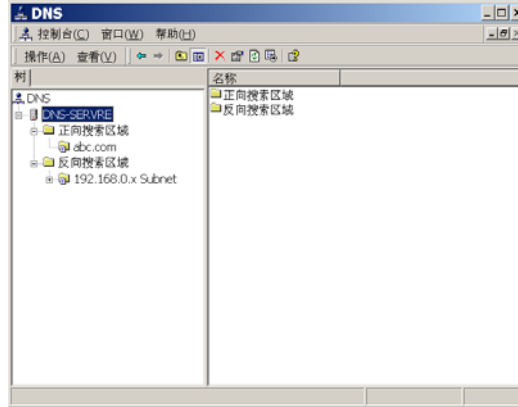 DNS
控制台(C) 窗口(W) 帮助(H)
操作(A) 查看(V)
树
名称
DNS
DNS-SERVRE
正向搜索区域
abc.com
反向搜索区域
192.168.0.x Subnet
正向搜索区域
反向搜索区域